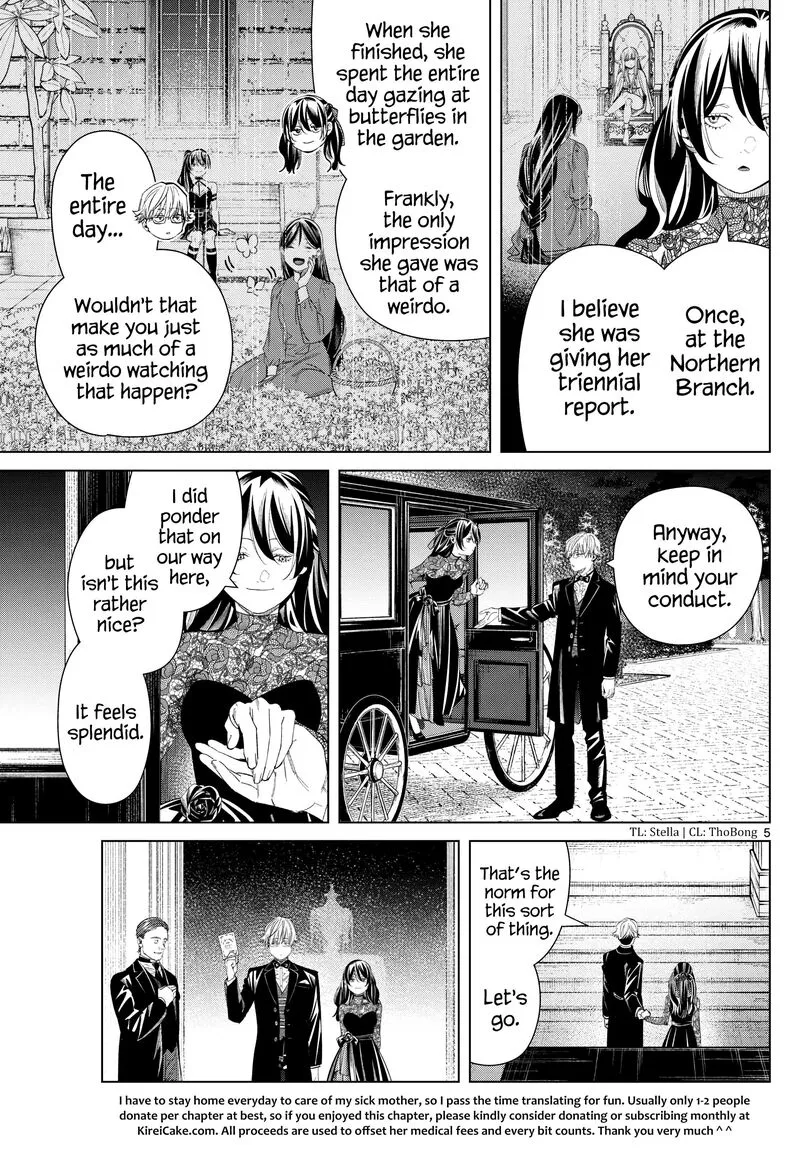 Once,
at the
Northern
Branch.
I believe
she was
giving her
triennial
report.
When she
finished, she
spent the entire
day gazing at
butterflies in
the garden.
Frankly,
the only
impression
she gave was
that of a
weirdo.
The
entire
day...
Wouldn't that
make you just
as much of a
weirdo watching
that happen?
Anyway,
keep in
mind your
conduct.
I did
ponder
that on
our way
here,
but
isn't this
rather
nice?
It feels
splendid.
TL: Stella | CL: ThoBong 5
That's the
norm for
this sort
of thing.
Let's
go.
I have to stay home everyday to care of my sick mother, so I pass the time translating for fun. Usually only 1-2 people
donate per chapter at best, so if you enjoyed this chapter, please kindly consider donating or subscribing monthly at
KireiCake.com. All proceeds are used to offset her medical fees and every bit counts. Thank you very much ^ ^